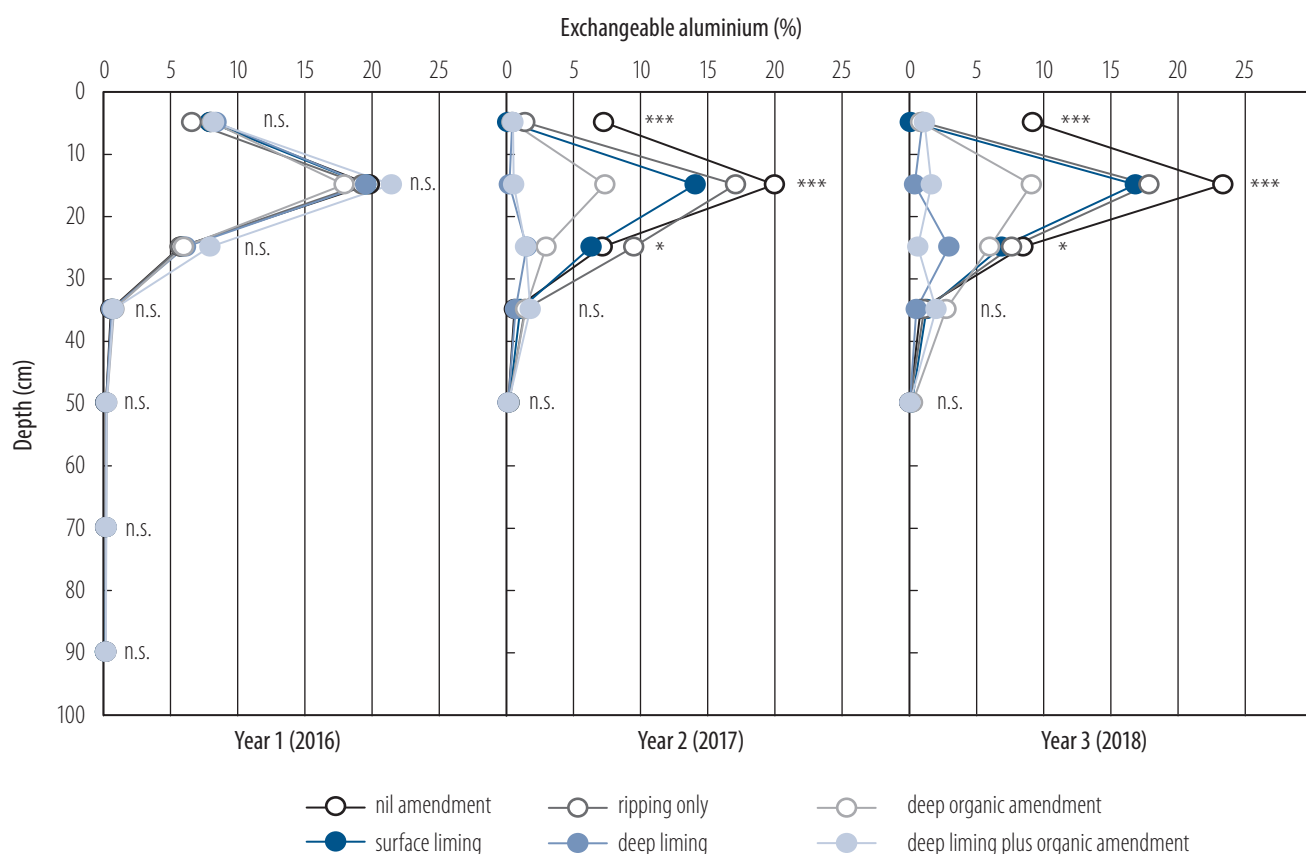 Exchangeable aluminium (%)
0 5 10 15 20 25 0 5 10 15 20 25 0 5 10 15 20 25
0
n.s. *** ***
10
n.s. *** ***
20
n.s. * *
30
n.s. n.s. n.s.
40
50
n.s. n.s. n.s.
60
70
n.s.
80
90
n.s.
100
Depth (cm)
Year 1 (2016) Year 2 (2017) Year 3 (2018)
nil amendment ripping only deep organic amendment
surface liming deep liming deep liming plus organic amendment